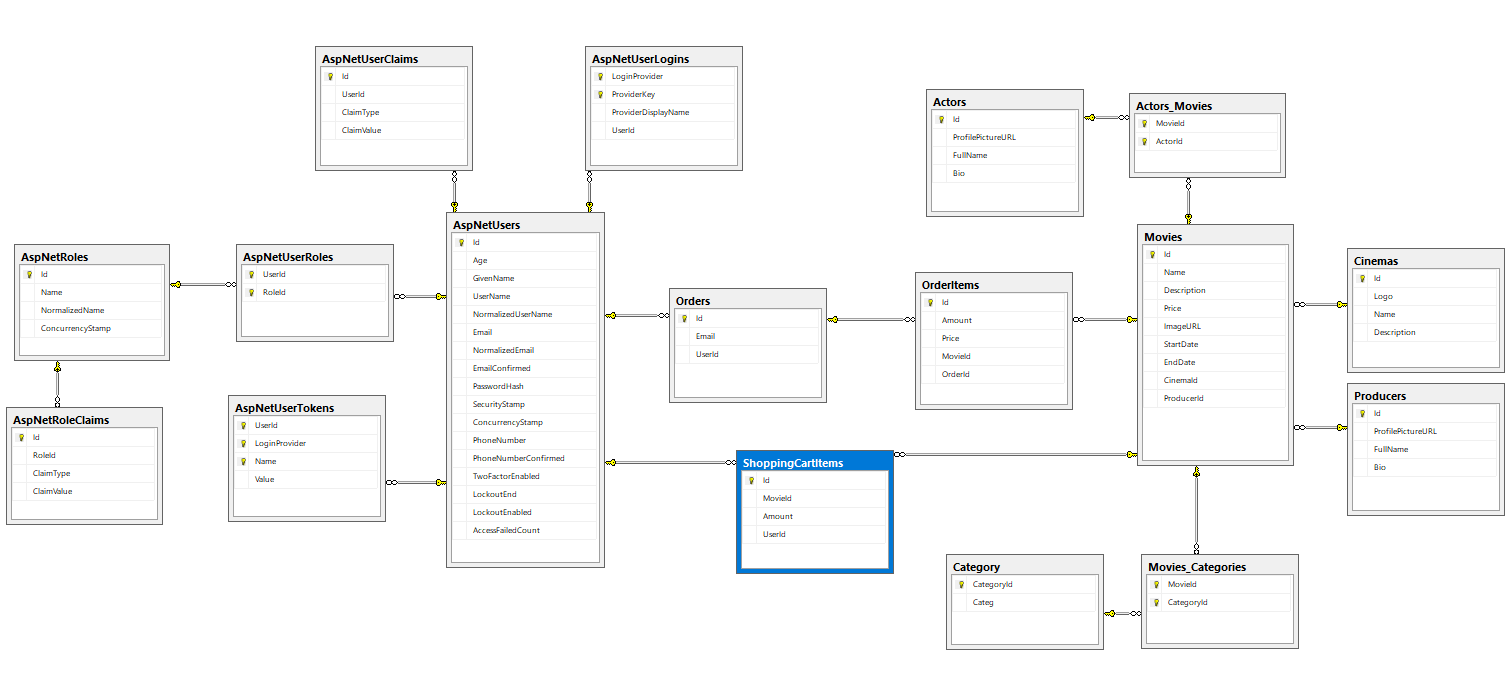 AspNetUserClaims
Id
UserId
ClaimType
ClaimValue
AspNetUserLogins
LoginProvider
ProviderKey
ProviderDisplayName
UserId
Actors
Id
ProfilePictureURL
FullName
Bio
Actors_Movies
MovieId
ActorId
AspNetRoles
Id
Name
NormalizedName
ConcurrencyStamp
AspNetUserRoles
UserId
RoleId
AspNetUsers
Id
Age
GivenName
UserName
NormalizedUserName
Email
NormalizedEmail
EmailConfirmed
PasswordHash
SecurityStamp
ConcurrencyStamp
PhoneNumber
PhoneNumberConfirmed
TwoFactorEnabled
LockoutEnd
LockoutEnabled
AccessFailedCount
Orders
Id
Email
UserId
OrderItems
Id
Amount
Price
MovieId
OrderId
Movies
Id
Name
Description
Price
ImageURL
StartDate
EndDate
CinemaId
ProducerId
Cinemas
Id
Logo
Name
Description
Producers
Id
ProfilePictureURL
FullName
Bio
AspNetRoleClaims
Id
RoleId
ClaimType
ClaimValue
AspNetUserTokens
UserId
LoginProvider
Name
Value
ShoppingCartItems
Id
MovieId
Amount
UserId
Category
CategoryId
Categ
Movies_Categories
MovieId
CategoryId